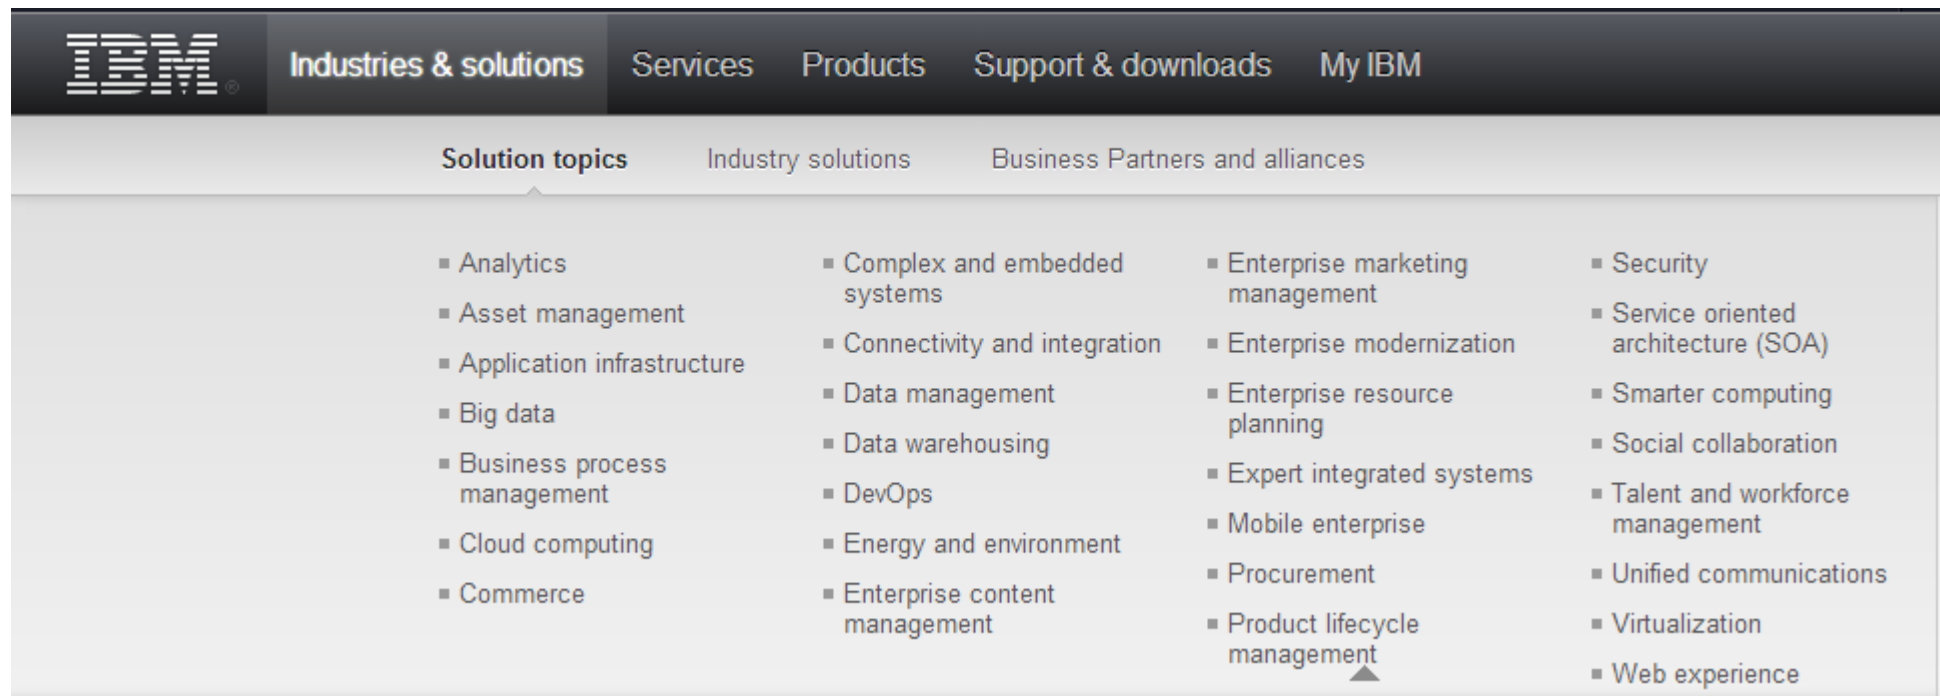 IBM®
Industries & solutions Services Products Support & downloads My IBM
Solution topics Industry solutions Business Partners and alliances
Analytics
Asset management
Application infrastructure
Big data
Business process
management
Cloud computing
Commerce
Complex and embedded
systems
Connectivity and integration
Data management
Data warehousing
DevOps
Energy and environment
Enterprise content
management
Enterprise marketing
management
Enterprise modernization
Enterprise resource
planning
Expert integrated systems
Mobile enterprise
Procurement
Product lifecycle
management
Security
Service oriented
architecture (SOA)
Smarter computing
Social collaboration
Talent and workforce
management
Unified communications
Virtualization
Web experience